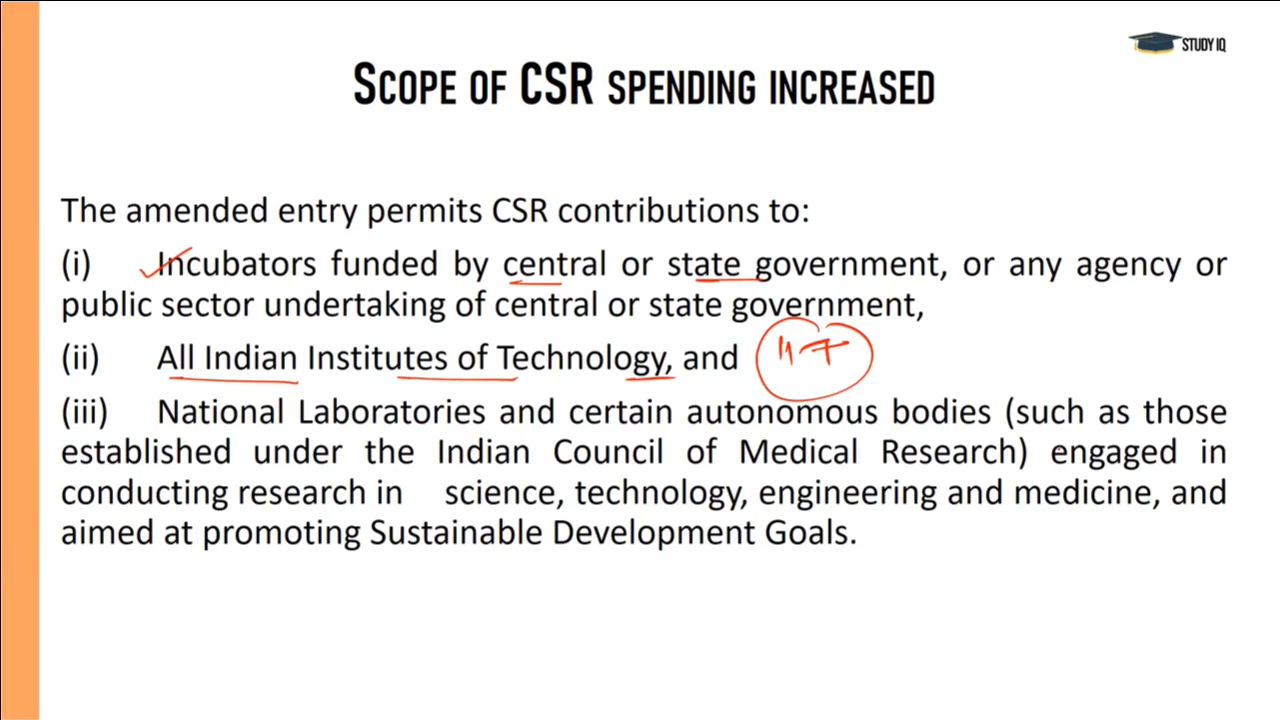 STUDY IQ
SCOPE OF CSR SPENDING INCREASED
The amended entry permits CSR contributions to:
(i) Incubators funded by central or state government, or any agency or
public sector undertaking of central or state government,
(ii) All Indian Institutes of Technology, and
(iii) National Laboratories and certain autonomous bodies (such as those
established under the Indian Council of Medical Research) engaged in
conducting research in science, technology, engineering and medicine, and
aimed at promoting Sustainable Development Goals.